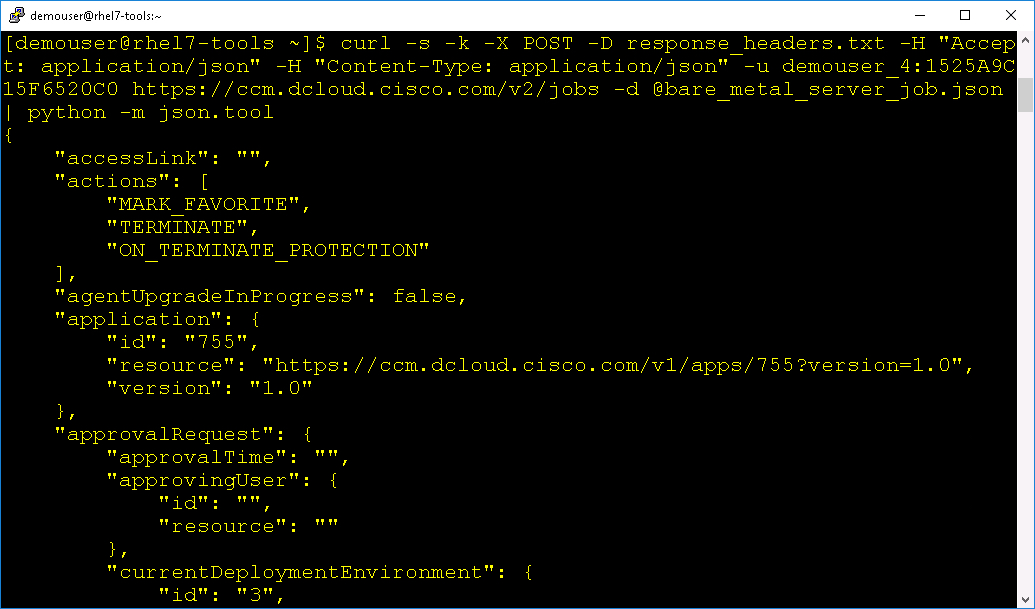 demouser@rhel7-tools:~
[demouser@rhel7-tools ~]$ curl -s -k -X POST -D response_headers.txt -H "Accep
t: application/json" -H "Content-Type: application/json" -u demouser_4:1525A9C
15F6520C0 https://ccm.dcloud.cisco.com/v2/jobs -d @bare_metal_server_job.json
| python -m json.tool
{
    "accessLink": "",
    "actions": [
        "MARK_FAVORITE",
        "TERMINATE",
        "ON_TERMINATE_PROTECTION"
    ],
    "agentUpgradeInProgress": false,
    "application": {
        "id": "755",
        "resource": "https://ccm.dcloud.cisco.com/v1/apps/755?version=1.0",
        "version": "1.0"
    },
    "approvalRequest": {
        "approvalTime": "",
        "approvingUser": {
            "id": "",
            "resource": ""
        },
        "currentDeploymentEnvironment": {
            "id": "3",